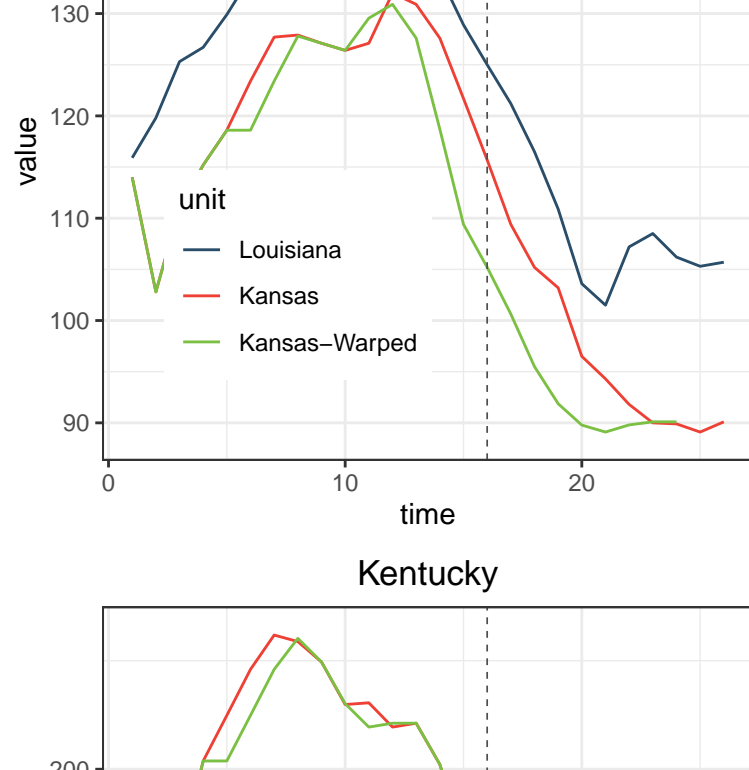 130
120
110
100
90
value
unit
Louisiana
Kansas
Kansas−Warped
0 10 20
time
Kentucky
200